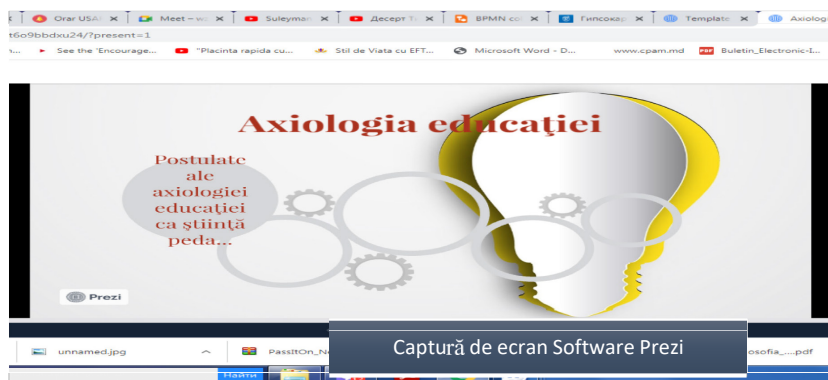 Orar USA
Meet – w
Suleyman
Десерт Т
BPMN co
Гипсокар
Template
Axiolog
t6o9bbdxu24/?present=1
See the 'Encourage...
"Placinta rapida cu...
Stil de Viata cu EFT...
Microsoft Word - D...
www.cpam.md
PDF
Buletin_Electronic-I...
Axiologia educaţiei
Postulate
ale
axiologiei
educaţiei
ca ştiinţă
peda...
Prezi
unnamed.jpg
PassItOn_N
Captură de ecran Software Prezi
osofia_....pdf
Найти